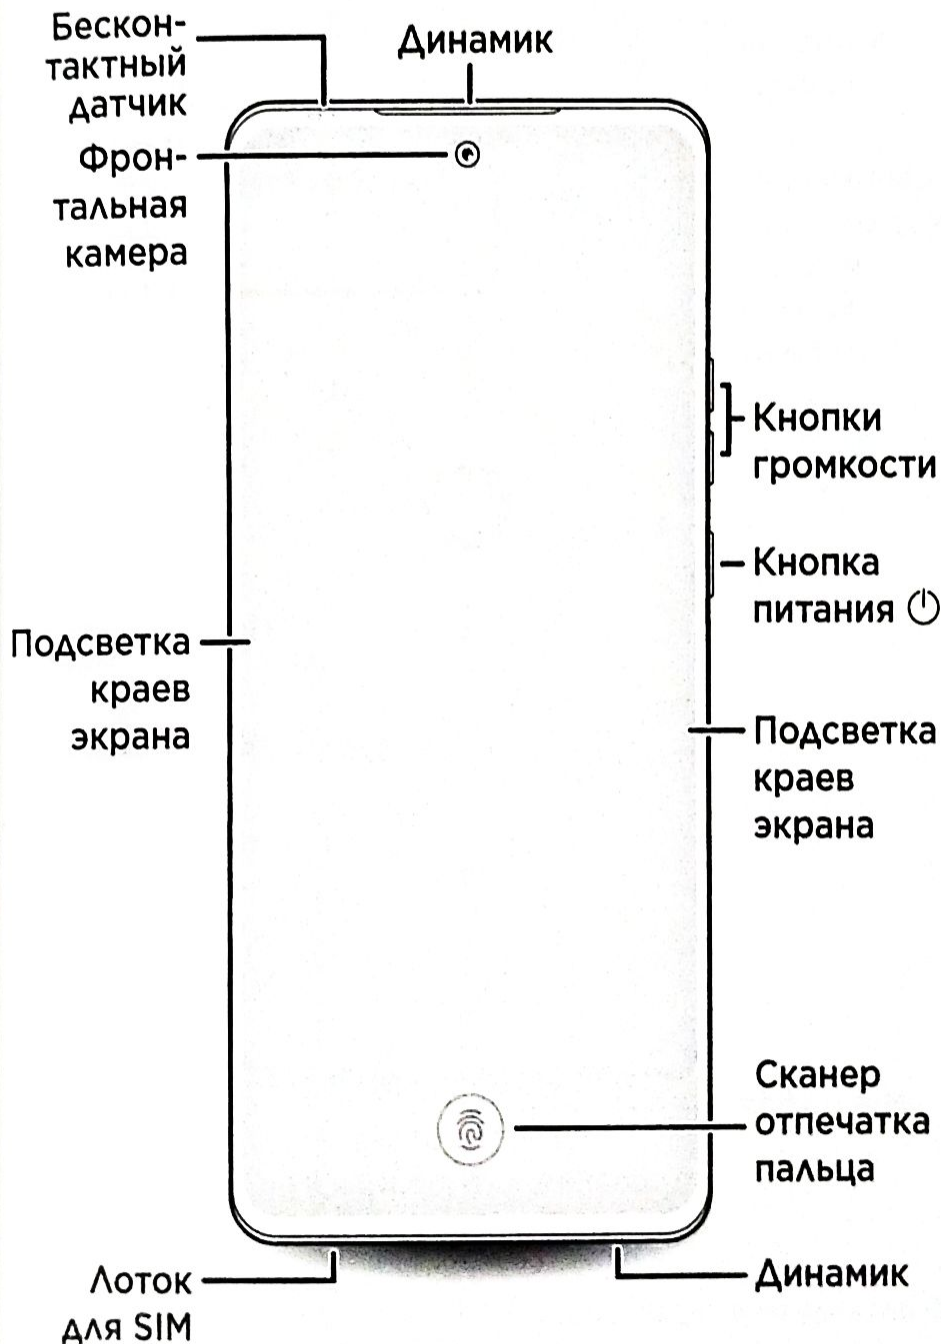 Бескон-
тактный
датчик
Динамик
Фрон-
тальная
камера
Кнопки
громкости
Кнопка
питания
Подсветка
краев
экрана
Подсветка
краев
экрана
Сканер
отпечатка
пальца
Лоток
для SIM
Динамик